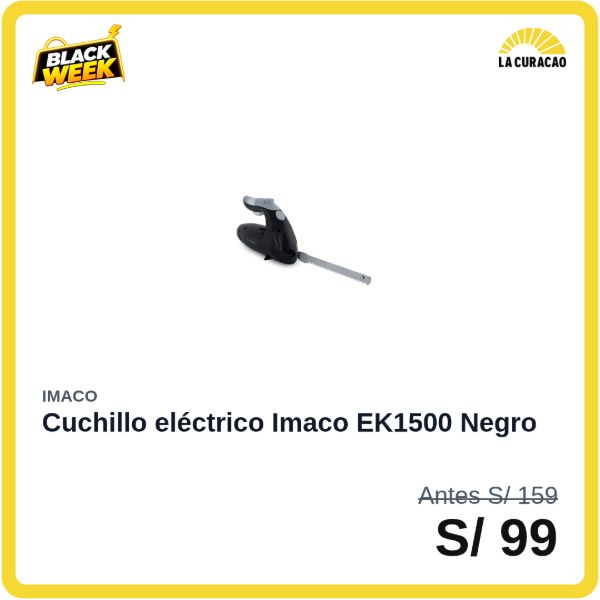 BLACK
WEEK
LA CURACAO
IMACO
Cuchillo eléctrico Imaco EK1500 Negro
Antes S/ 159
S/ 99